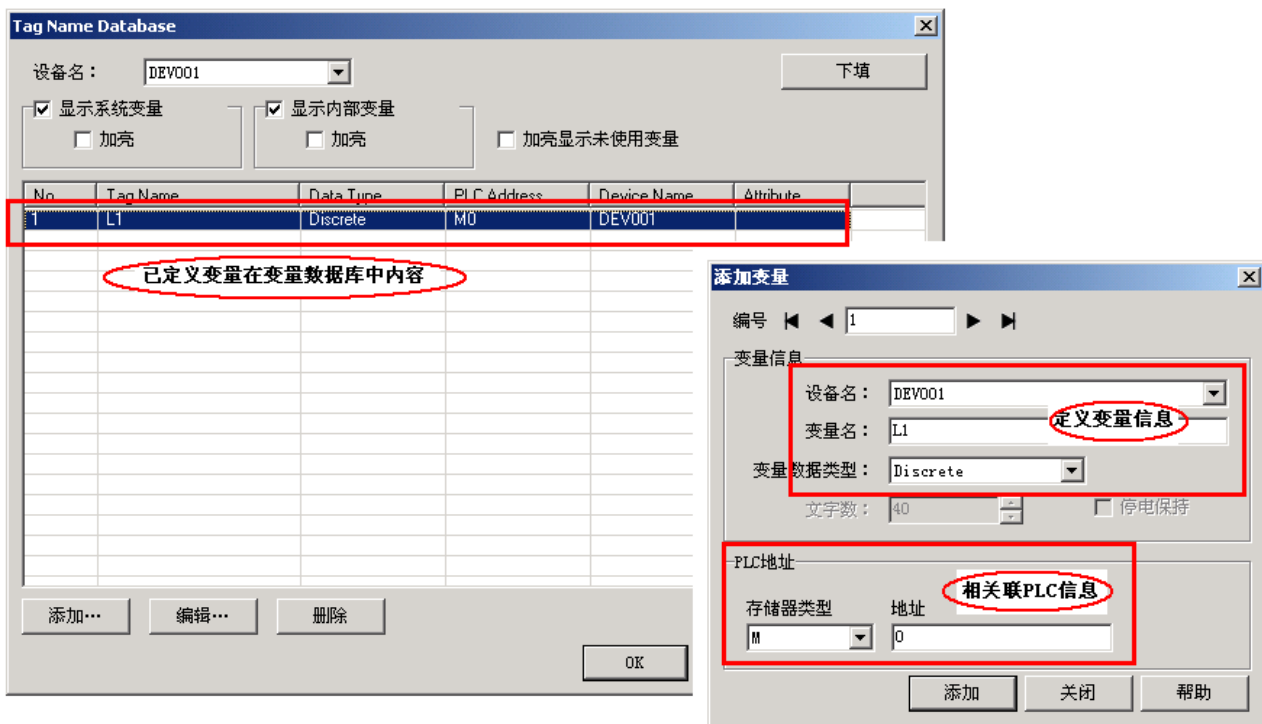 Tag Name Database
设备名： DEV001 下填
显示系统变量 显示内部变量
加亮 加亮 加亮显示未使用变量
No Tag Name Data Type PLC Address Device Name Attribute
1 L1 Discrete M0 DEV001
已定义变量在变量数据库中内容
添加… 编辑… 删除
OK
添加变量
编号 1
变量信息
设备名： DEV001
定义变量信息
变量名： L1
变量数据类型： Discrete
文字数： 40 停电保持
PLC地址
相关联PLC信息
存储器类型 地址
M 0
添加 关闭 帮助